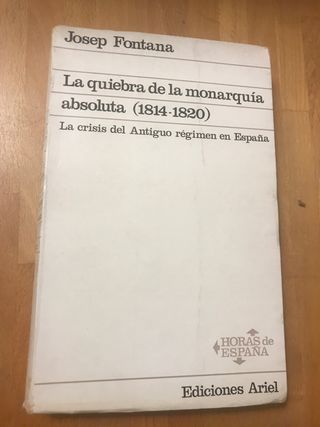 Josep Fontana
La quiebra de la monarquía
absoluta (1814-1820)
La crisis del Antiguo régimen en España
HORAS de
ESPAÑA
Ediciones Ariel